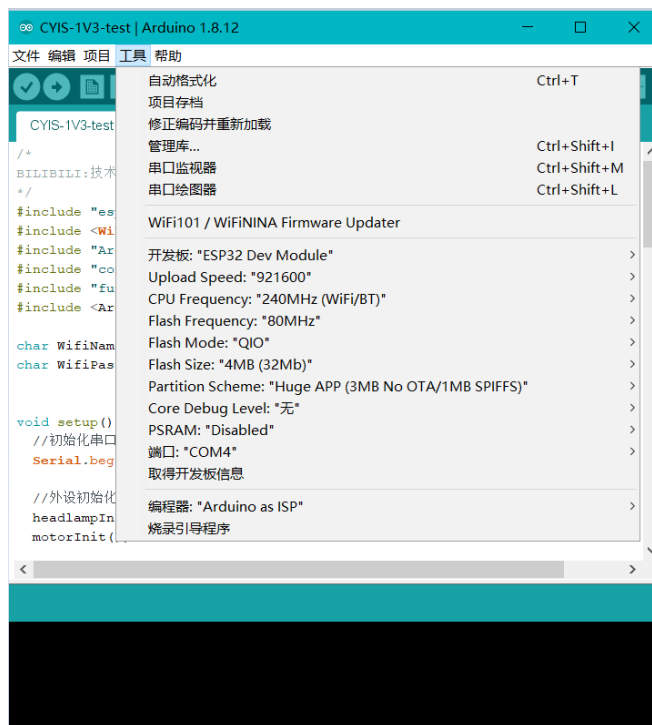 CYIS-1V3-test | Arduino 1.8.12
文件 编辑 项目 工具 帮助
自动格式化 Ctrl+T
项目存档
修正编码并重新加载
管理库... Ctrl+Shift+I
串口监视器 Ctrl+Shift+M
串口绘图器 Ctrl+Shift+L
WiFi101 / WiFiNINA Firmware Updater
开发板: "ESP32 Dev Module"
Upload Speed: "921600"
CPU Frequency: "240MHz (WiFi/BT)"
Flash Frequency: "80MHz"
Flash Mode: "QIO"
Flash Size: "4MB (32Mb)"
Partition Scheme: "Huge APP (3MB No OTA/1MB SPIFFS)"
Core Debug Level: "无"
PSRAM: "Disabled"
端口: "COM4"
取得开发板信息
编程器: "Arduino as ISP"
烧录引导程序
CYIS-1V3-test
/*
BILIBILI:技术
*/
#include "es
#include <Wi
#include "Ar
#include "co
#include "fu
#include <Ar
char WifiNam
char WifiPas
void setup()
//初始化串口
Serial.beg
//外设初始化
headlampIn
motorInit(